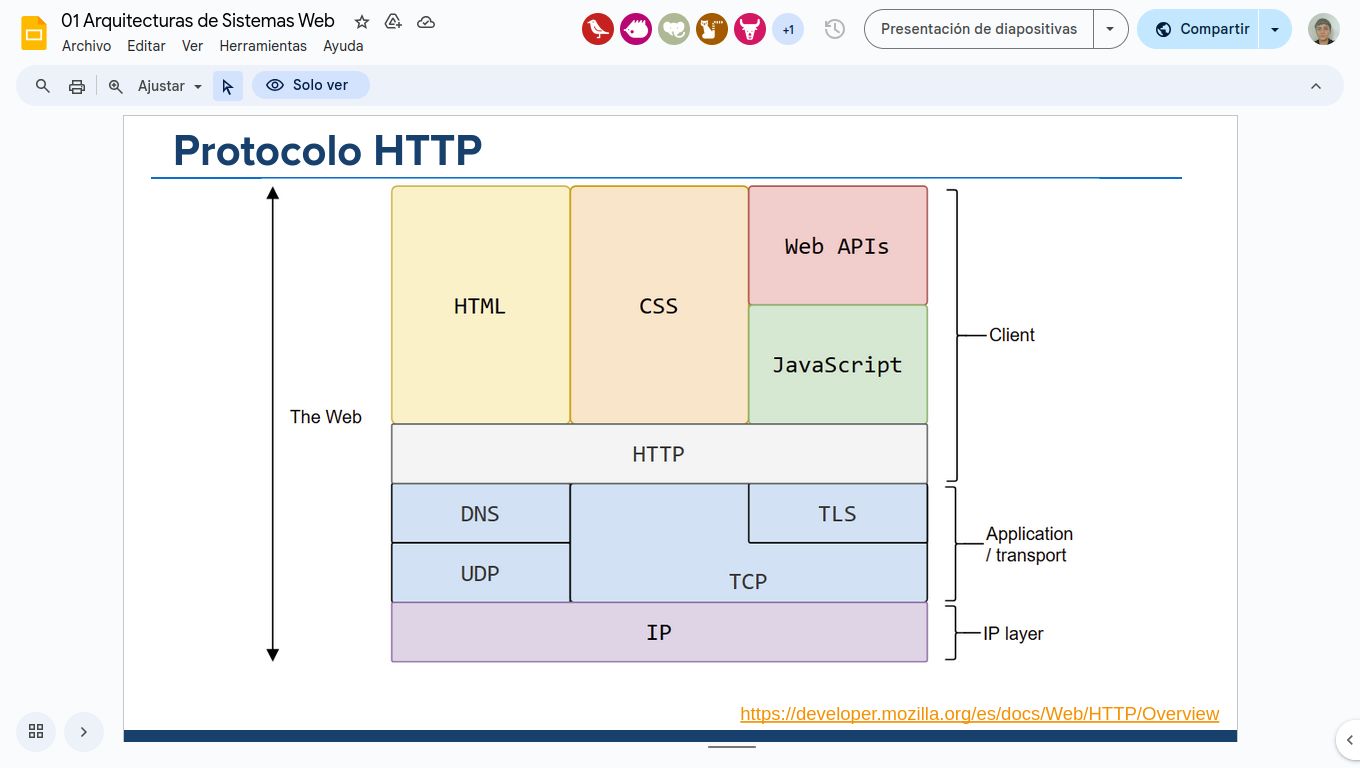 01 Arquitecturas de Sistemas Web
Archivo Editar Ver Herramientas Ayuda
+1
Presentación de diapositivas
Compartir
Ajustar
Solo ver
Protocolo HTTP
The Web
HTML
CSS
Web APIs
JavaScript
Client
HTTP
DNS
TLS
UDP
TCP
Application
/ transport
IP
IP layer
https://developer.mozilla.org/es/docs/Web/HTTP/Overview